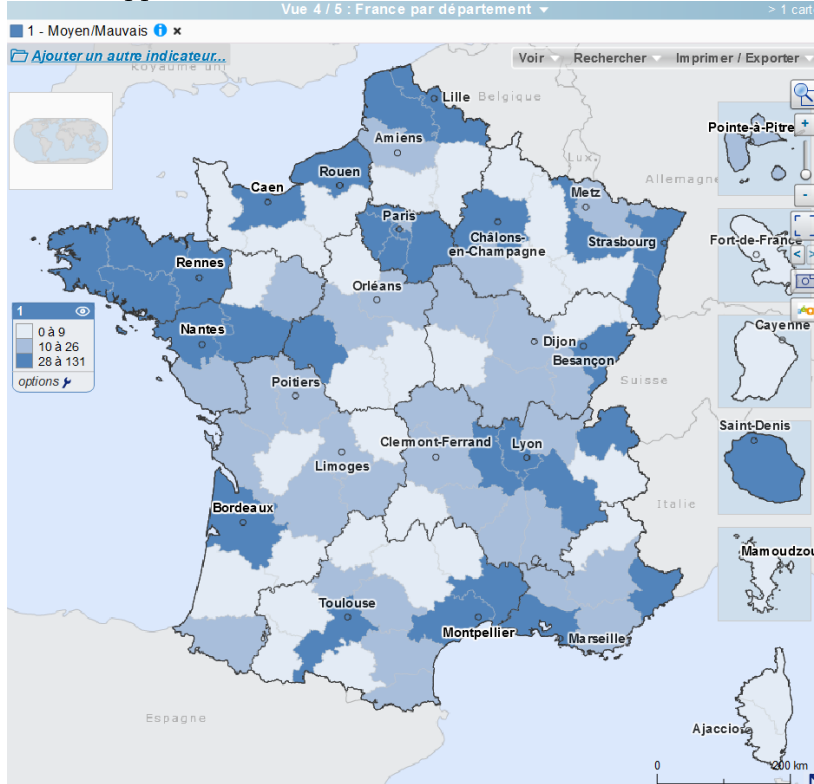 Vue 4 / 5 : France par département
> 1 carte
1 - Moyen/Mauvais
Ajouter un autre indicateur...
Voir
Rechercher
Imprimer / Exporter
Royaume uni
Lille
Belgique
Amiens
Lux.
Allemagne
Pointe-à-Pitre
Rouen
Caen
Metz
Paris
Châlons-
en-Champagne
Strasbourg
Rennes
Fort-de-France
Orléans
1
0 à 9
10 à 26
28 à 131
options
Nantes
Dijon
Besançon
Cayenne
Suisse
Poitiers
Saint-Denis
Clermont-Ferrand
Lyon
Limoges
Bordeaux
Italie
Mamoudzou
Toulouse
Montpellier
Marseille
Espagne
Ajaccio
0
200 km